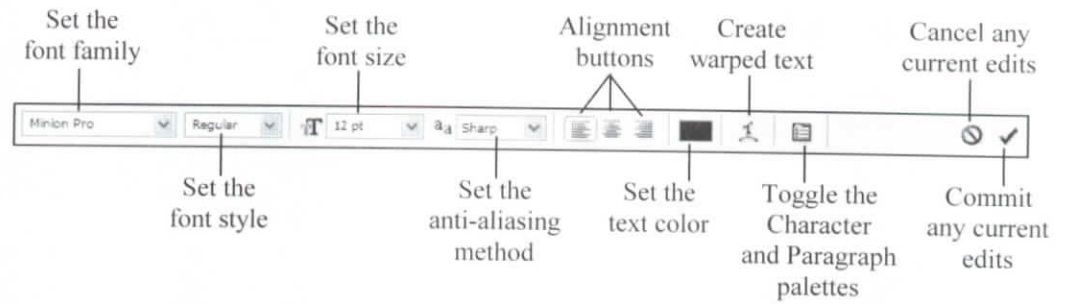 Set the
font family
Set the
font size
Alignment
buttons
Create
warped text
Cancel any
current edits
Minion Pro
Regular
T 12 pt
aa Sharp
Set the
font style
Set the
anti-aliasing
method
Set the
text color
Toggle the
Character
and Paragraph
palettes
Commit
any current
edits